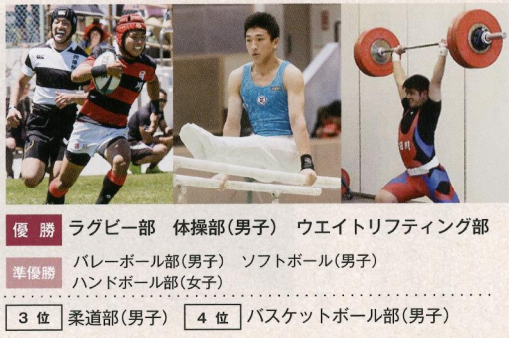 優勝 ラグビー部 体操部(男子) ウエイトリフティング部
準優勝 バレーボール部(男子) ソフトボール(男子)
ハンドボール部(女子)
3位 柔道部(男子) 4位 バスケットボール部(男子)